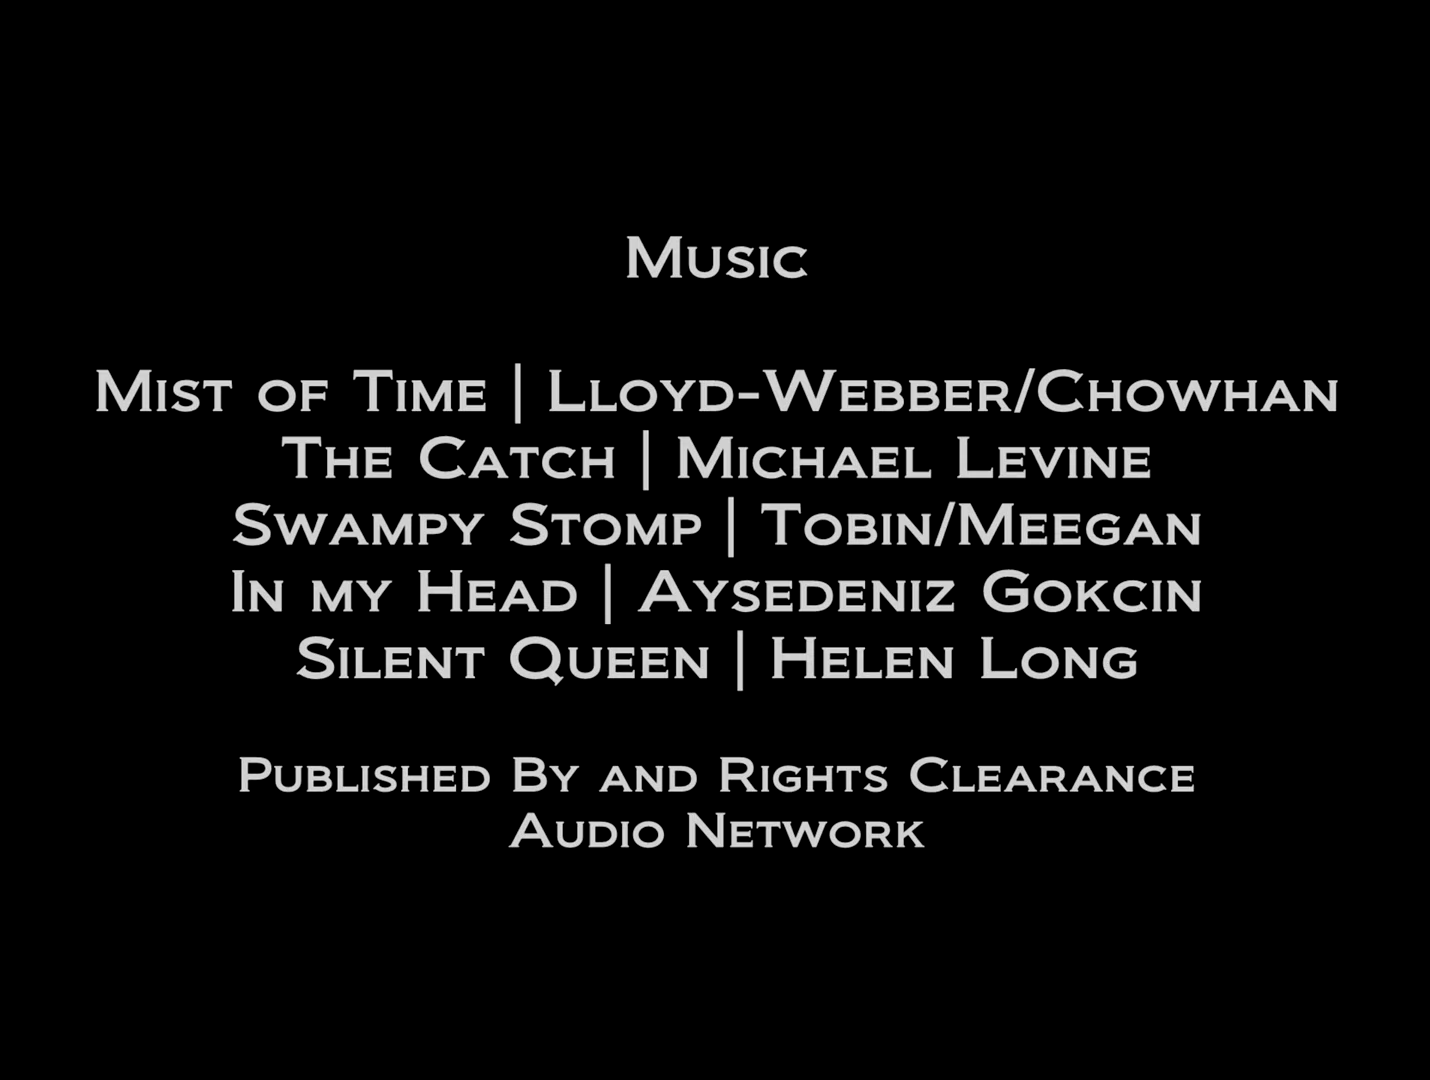 Music
Mist of Time | Lloyd-Webber/Chowhan
The Catch | Michael Levine
Swampy Stomp | Tobin/Meegan
In my Head | Aysedeniz Gokcin
Silent Queen | Helen Long
Published By and Rights Clearance
Audio Network